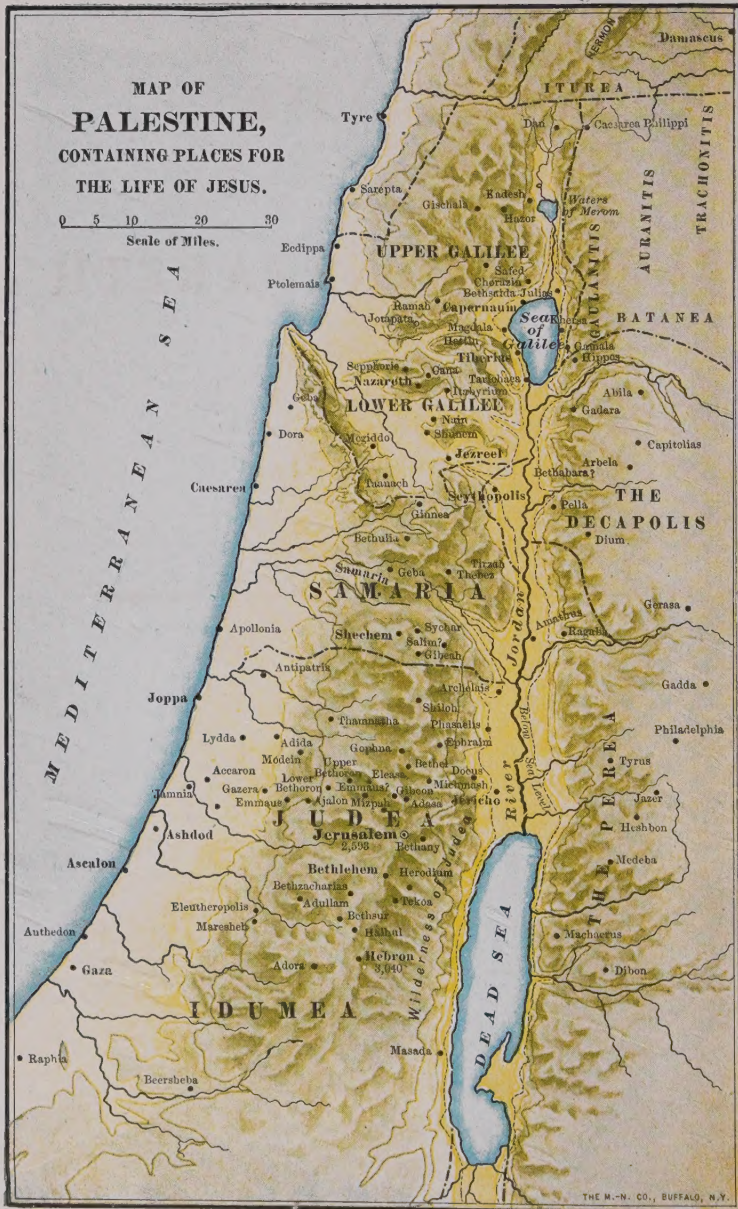 MAP OF
PALESTINE,
CONTAINING PLACES FOR
THE LIFE OF JESUS.
0 5 10 20 30
Scale of Miles.
HERMON
Damascus
ITUREA
Tyre
Dan
Caesarea Philippi
TRACHONITIS
AURANITIS
Sarepta
Kadesh
Gischala
Hazor
Waters
of Merom
GAULANITIS
Ecdippa
UPPER GALILEE
Safed
Chorazin
Ptolemais
Bethsaida Julias
Ramah
Capernaum
Jotapata
Magdala
Sea
of
Galilee
Khersa
BATANEA
Hattin
Tiberius
Gamala
Hippos
Sepphoris
Cana
Nazareth
Tarichaea
Itabyrium
Abila
Geba
LOWER GALILEE
Gadara
Nain
Dora
Shunem
Megiddo
Capitolias
Jezreel
Arbela
Bethabara?
Taanach
Caesarea
Scythopolis
THE
DECAPOLIS
Ginnea
Pella
Dium
Bethulia
Samaria
Geba
Tirzah
Thebez
SAMARIA
Gerasa
Amathus
Apollonia
Shechem
Sychar
Salim?
Ragaba
Gibeah
Antipatris
Archelais
Gadda
Joppa
Shiloh
Thamnatha
Phasaelis
Jordan
River
Below
Sea Level
Philadelphia
Lydda
Adida
Modein
Gophna
Ephraim
Tyrus
Accaron
Upper
Bethoron
Eleasa
Bethel
Docus
Gazera
Lower
Bethoron
Emmaus?
Gibeon
Michmash
Jamnia
Emmaus
Ajalon
Mizpah
Adasa
Jericho
Jazer
JUDEA
Heshbon
Ashdod
Jerusalem
2,593
Bethany
THE PEREA
Ascalon
Bethlehem
Herodium
Medeba
Bethzacharias
Adullam
Tekoa
Eleutheropolis
Bethsur
Maresheh
Halhul
Anthedon
Machaerus
Gaza
Adora
Hebron
3,040
Dibon
Wilderness of Judea
IDUMEA
DEAD SEA
Masada
Raphia
Beersheba
MEDITERRANEAN SEA
THE M.-N. CO., BUFFALO, N.Y.